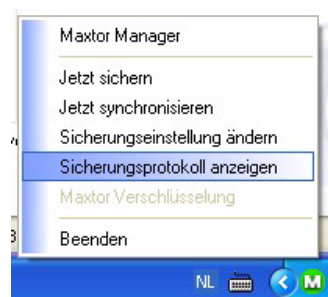 Maxtor Manager
Jetzt sichern
Jetzt synchronisieren
Sicherungseinstellung ändern
Sicherungsprotokoll anzeigen
Maxtor Verschlüsselung
Beenden
NL
M